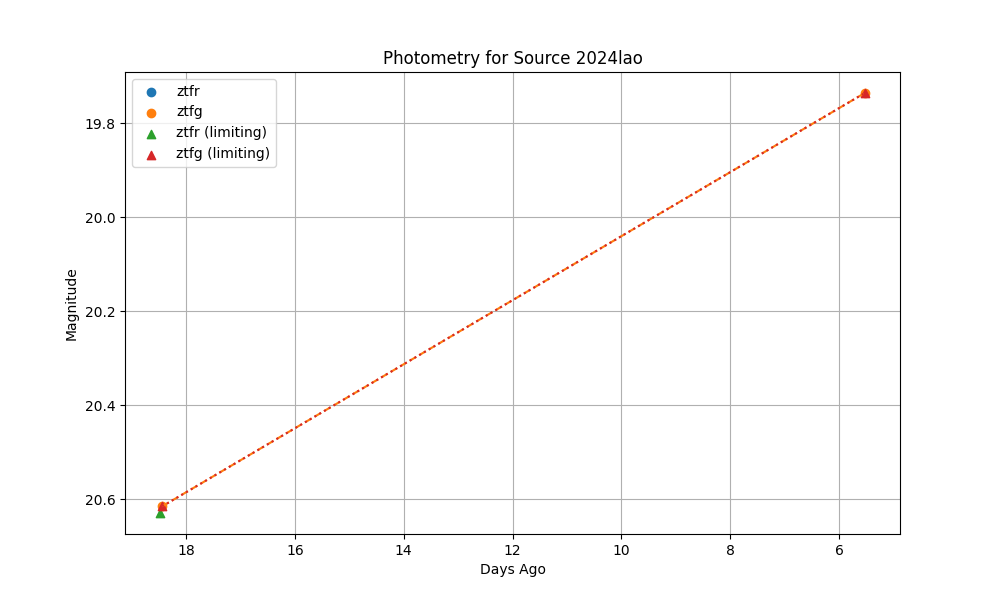 Photometry for Source 2024lao
ztfr
ztfg
ztfr (limiting)
ztfg (limiting)
19.8
20.0
20.2
20.4
20.6
Magnitude
18 16 14 12 10 8 6
Days Ago